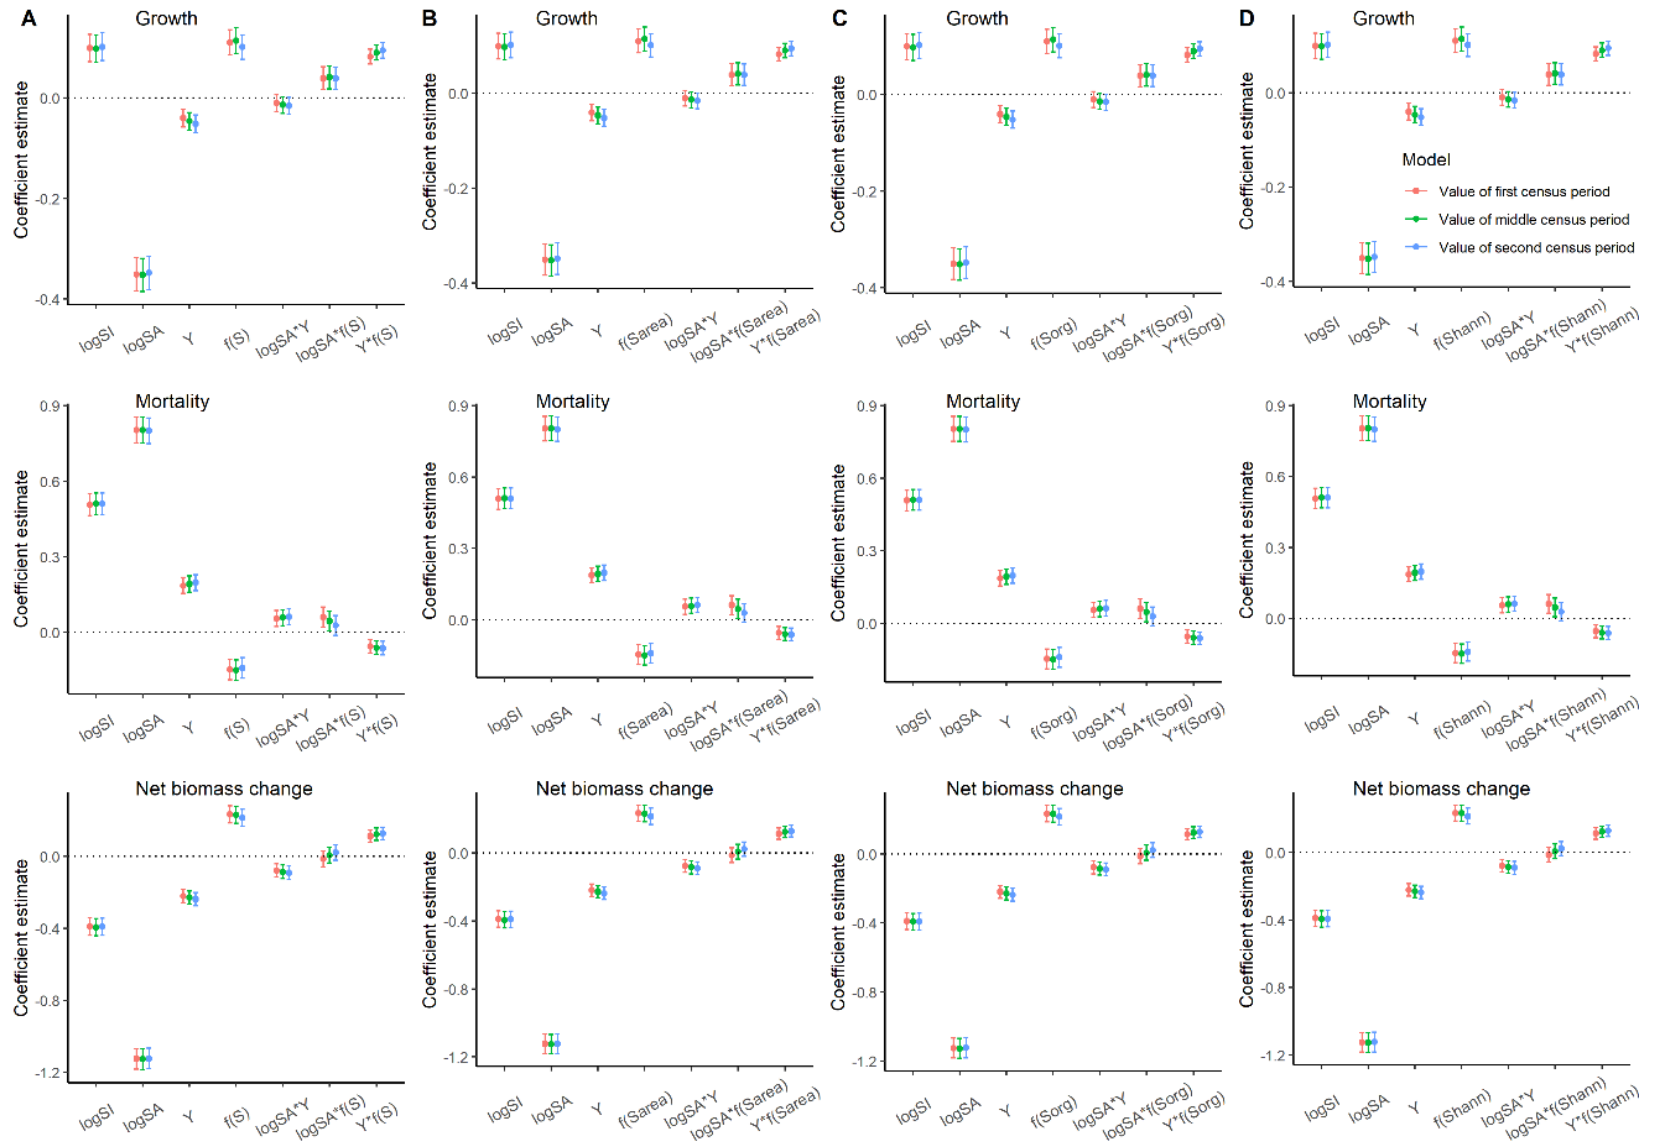 A
Growth
Coefficient estimate
0.0
-0.2
-0.4
logSI
logSA
Y
f(S)
logSA*Y
logSA*f(S)
Y*f(S)
B
Growth
Coefficient estimate
0.0
-0.2
-0.4
logSI
logSA
Y
f(Sarea)
logSA*Y
logSA*f(Sarea)
Y*f(Sarea)
C
Growth
Coefficient estimate
0.0
-0.2
-0.4
logSI
logSA
Y
f(Sorg)
logSA*Y
logSA*f(Sorg)
Y*f(Sorg)
D
Growth
Coefficient estimate
0.0
-0.2
-0.4
Model
Value of first census period
Value of middle census period
Value of second census period
logSI
logSA
Y
f(Shann)
logSA*Y
logSA*f(Shann)
Y*f(Shann)
Mortality
Coefficient estimate
0.9
0.6
0.3
0.0
logSI
logSA
Y
f(S)
logSA*Y
logSA*f(S)
Y*f(S)
Mortality
Coefficient estimate
0.9
0.6
0.3
0.0
logSI
logSA
Y
f(Sarea)
logSA*Y
logSA*f(Sarea)
Y*f(Sarea)
Mortality
Coefficient estimate
0.9
0.6
0.3
0.0
logSI
logSA
Y
f(Sorg)
logSA*Y
logSA*f(Sorg)
Y*f(Sorg)
Mortality
Coefficient estimate
0.9
0.6
0.3
0.0
logSI
logSA
Y
f(Shann)
logSA*Y
logSA*f(Shann)
Y*f(Shann)
Net biomass change
Coefficient estimate
0.0
-0.4
-0.8
-1.2
logSI
logSA
Y
f(S)
logSA*Y
logSA*f(S)
Y*f(S)
Net biomass change
Coefficient estimate
0.0
-0.4
-0.8
-1.2
logSI
logSA
Y
f(Sarea)
logSA*Y
logSA*f(Sarea)
Y*f(Sarea)
Net biomass change
Coefficient estimate
0.0
-0.4
-0.8
-1.2
logSI
logSA
Y
f(Sorg)
logSA*Y
logSA*f(Sorg)
Y*f(Sorg)
Net biomass change
Coefficient estimate
0.0
-0.4
-0.8
-1.2
logSI
logSA
Y
f(Shann)
logSA*Y
logSA*f(Shann)
Y*f(Shann)